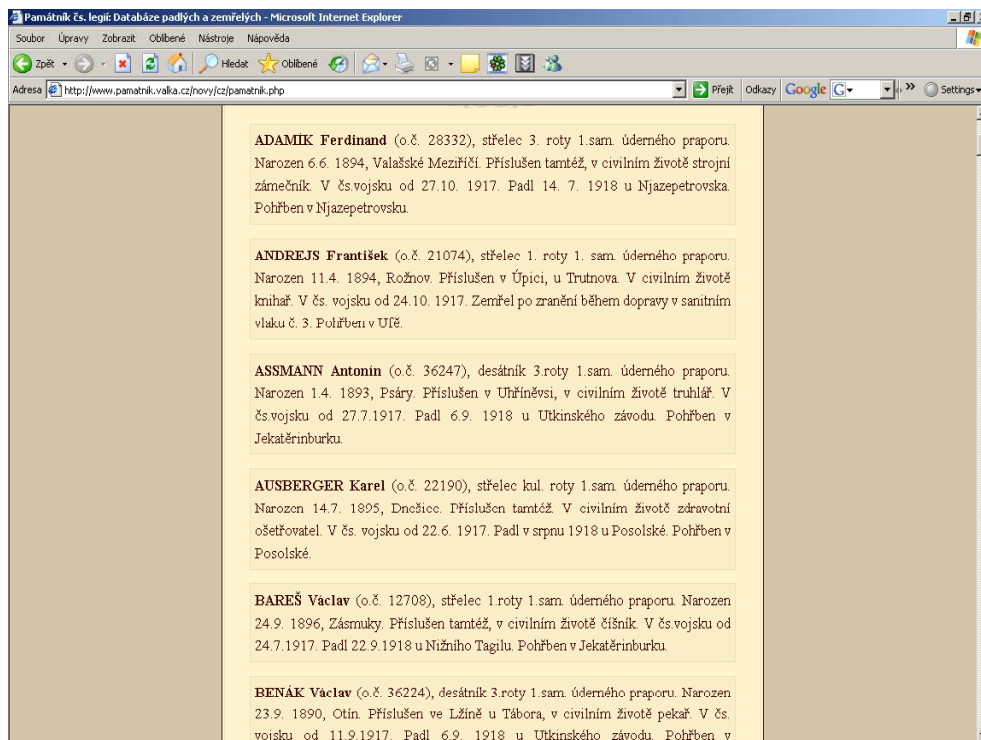 Památník čs. legií: Databáze padlých a zemřelých - Microsoft Internet Explorer
Soubor Úpravy Zobrazit Oblíbené Nástroje Nápověda
Zpět Hledat Oblíbené
Adresa http://www.pamatnik.valka.cz/novy/cz/pamatnik.php Přejít Odkazy Google G Settings
ADAMÍK Ferdinand (o.č. 28332), střelec 3. roty 1.sam. úderného praporu.
Narozen 6.6. 1894, Valašské Meziříčí. Příslušen tamtéž, v civilním životě strojní
zámečník. V čs.vojsku od 27.10. 1917. Padl 14. 7. 1918 u Njazepetrovska.
Pohřben v Njazepetrovsku.
ANDREJS František (o.č. 21074), střelec 1. roty 1. sam. úderného praporu.
Narozen 11.4. 1894, Rožnov. Příslušen v Úpici, u Trutnova. V civilním životě
knihař. V čs. vojsku od 24.10. 1917. Zemřel po zranění během dopravy v sanitním
vlaku č. 3. Pohřben v Ufě.
ASSMANN Antonín (o.č. 36247), desátník 3.roty 1.sam. úderného praporu.
Narozen 1.4. 1893, Psáry. Příslušen v Uhříněvsi, v civilním životě truhlář. V
čs.vojsku od 27.7.1917. Padl 6.9. 1918 u Utkinského závodu. Pohřben v
Jekatěrinburku.
AUSBERGER Karel (o.č. 22190), střelec kul. roty 1.sam. úderného praporu.
Narozen 14.7. 1895, Dnešice. Příslušen tamtéž. V civilním životě zdravotní
ošetřovatel. V čs. vojsku od 22.6. 1917. Padl v srpnu 1918 u Posolské. Pohřben v
Posolské.
BAREŠ Václav (o.č. 12708), střelec 1.roty 1.sam. úderného praporu. Narozen
24.9. 1896, Zásmuky. Příslušen tamtéž, v civilním životě číšník. V čs.vojsku od
24.7.1917. Padl 22.9.1918 u Nižního Tagilu. Pohřben v Jekatěrinburku.
BENÁK Václav (o.č. 36224), desátník 3.roty 1.sam. úderného praporu. Narozen
23.9. 1890, Otín. Příslušen ve Lžíně u Tábora, v civilním životě pekař. V čs.
vojsku od 11.9.1917. Padl 6.9. 1918 u Utkinského závodu. Pohřben v